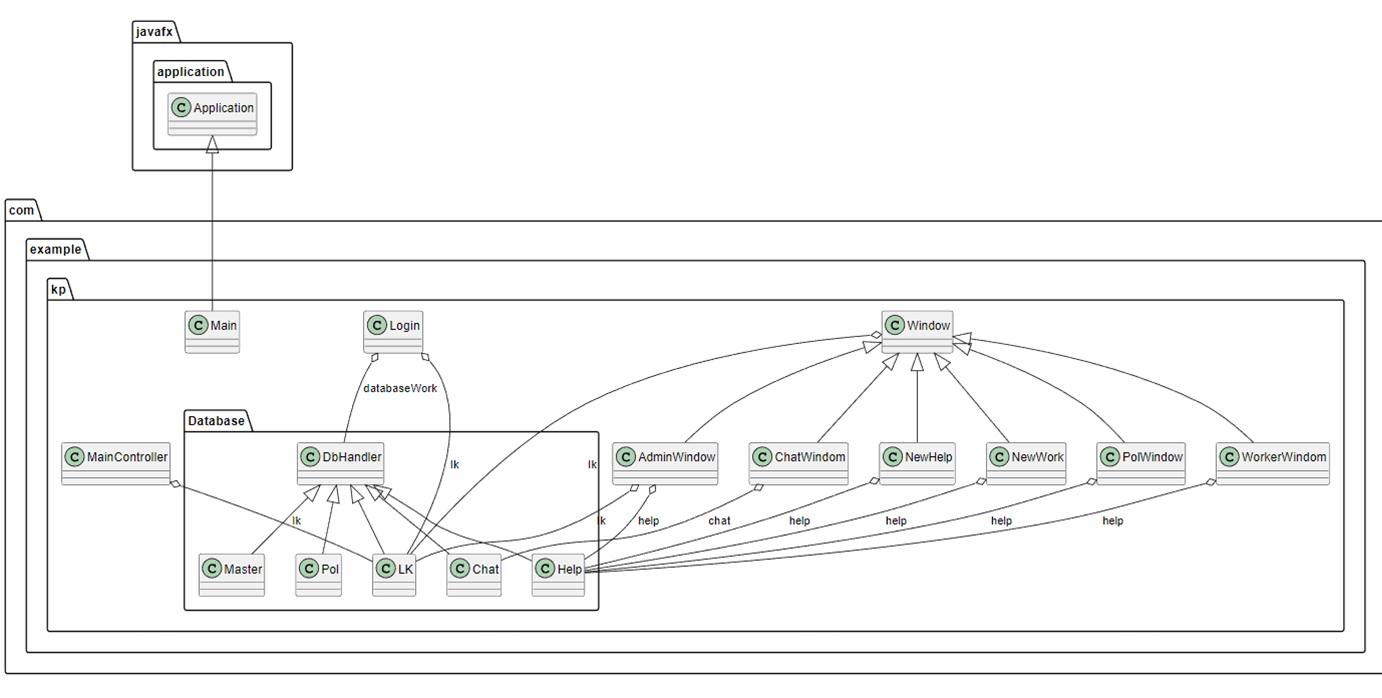 javafx
application
C Application
com
example
kp
C Main
C Login
C Window
databaseWork
Database
C MainController
C DbHandler
lk
lk
C AdminWindow
C ChatWindom
C NewHelp
C NewWork
C PolWindow
C WorkerWindom
lk
lk
help
chat
help
help
help
help
C Master
C Pol
C LK
C Chat
C Help